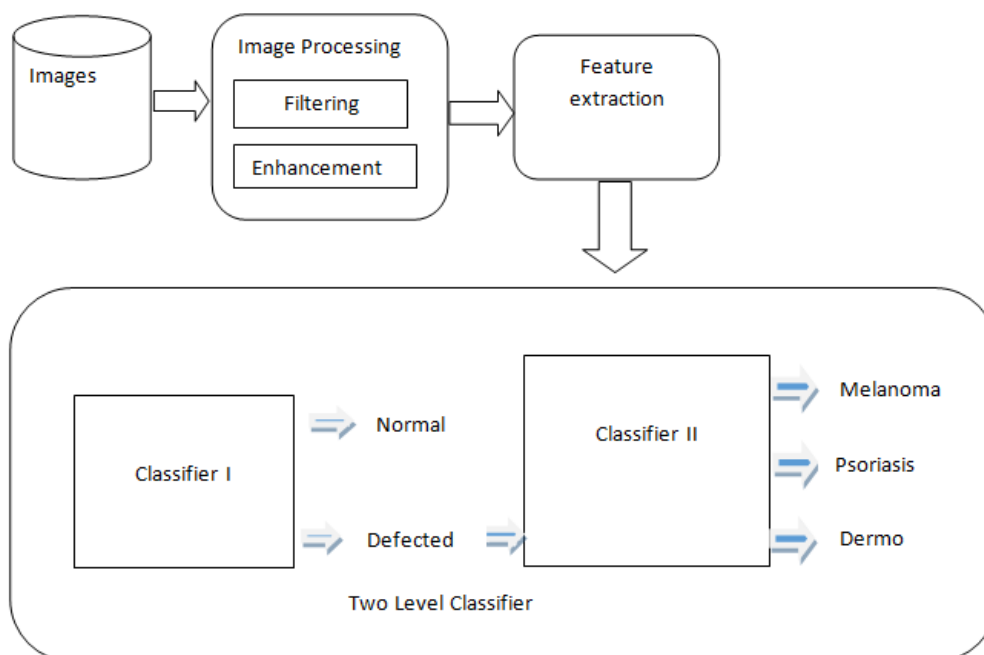 Images
Image Processing
Filtering
Enhancement
Feature
extraction
Classifier I
Normal
Defected
Classifier II
Melanoma
Psoriasis
Dermo
Two Level Classifier